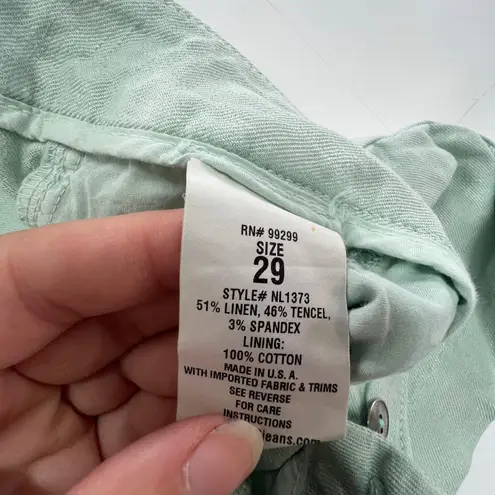 RN# 99299
SIZE
29
STYLE# NL1373
51% LINEN, 46% TENCEL,
3% SPANDEX
LINING:
100% COTTON
MADE IN U.S.A.
WITH IMPORTED FABRIC & TRIMS
SEE REVERSE
FOR CARE
INSTRUCTIONS